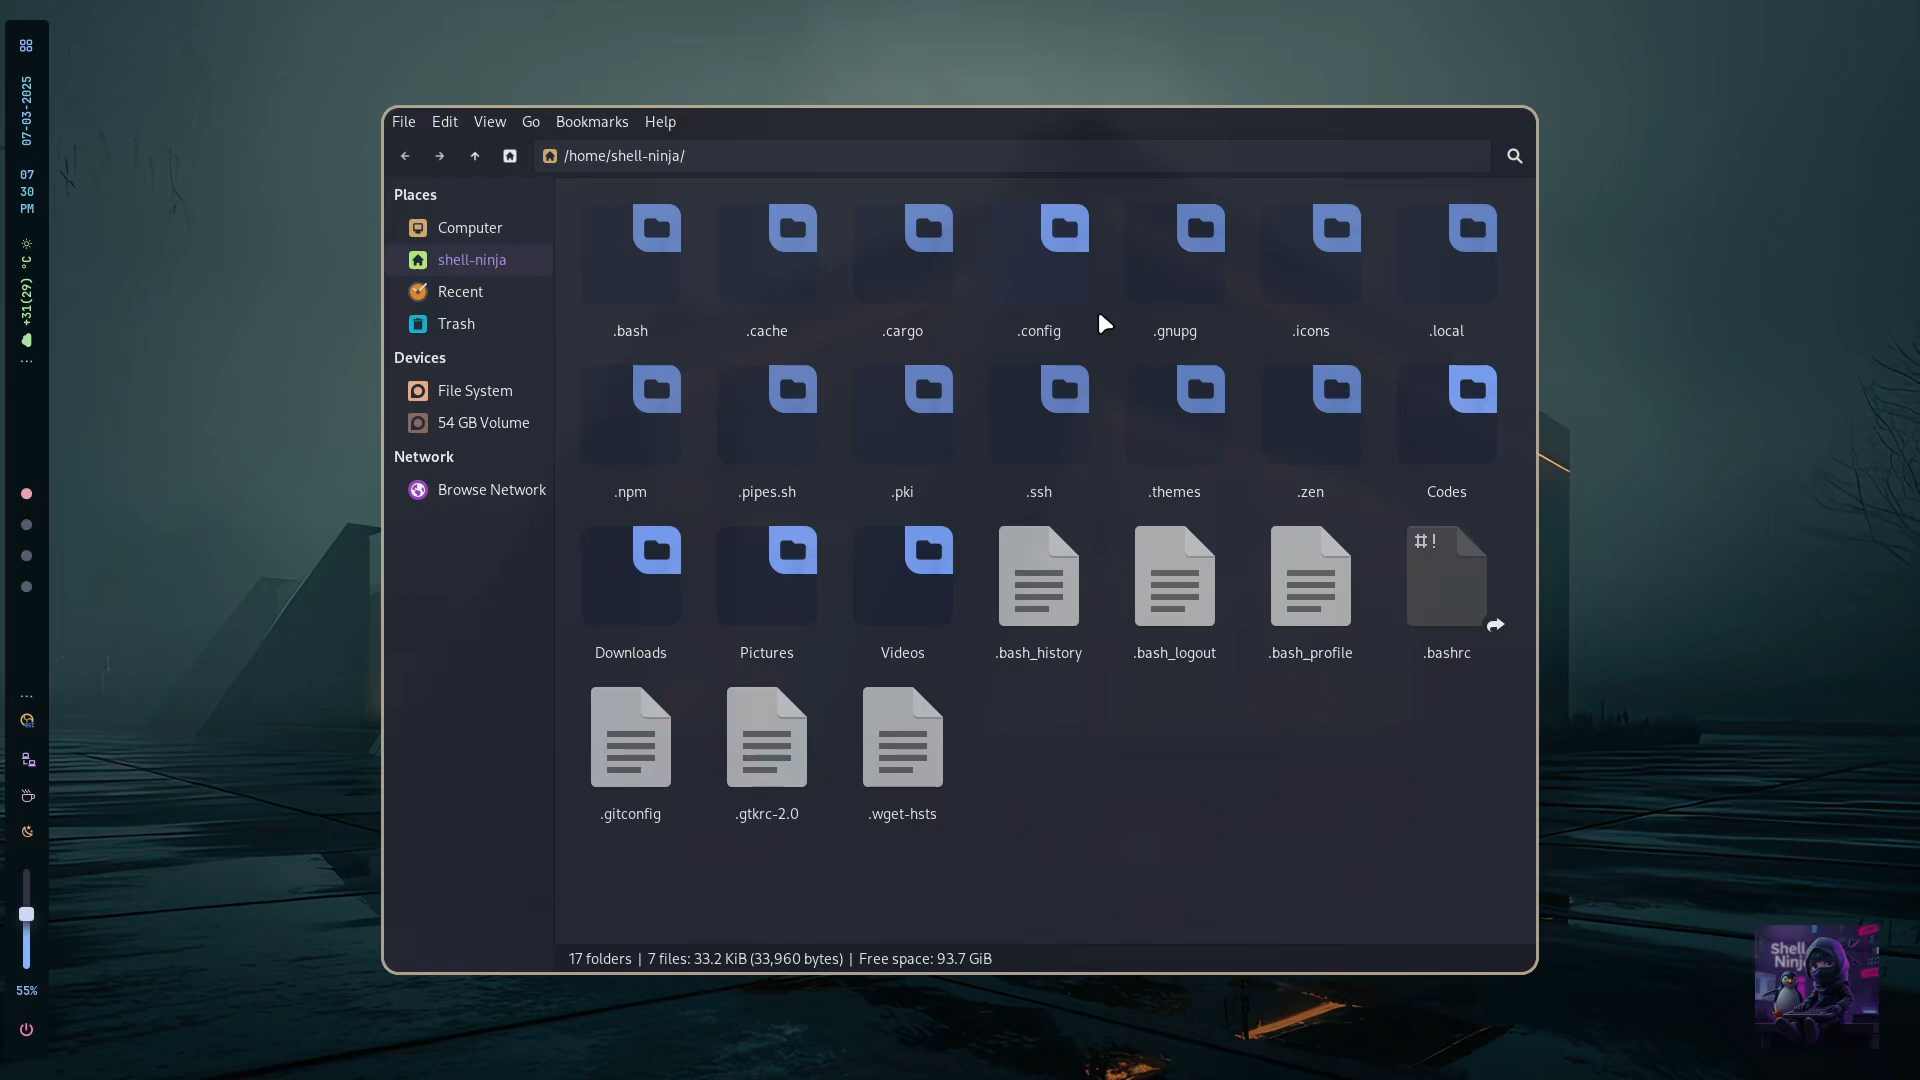 07-03-2025
07
30
PM
+31(29) °C
55%
File Edit View Go Bookmarks Help
/home/shell-ninja/
Places
Computer
shell-ninja
Recent
Trash
Devices
File System
54 GB Volume
Network
Browse Network
.bash .cache .cargo .config .gnupg .icons .local
.npm .pipes.sh .pki .ssh .themes .zen Codes
#!
Downloads Pictures Videos .bash_history .bash_logout .bash_profile .bashrc
.gitconfig .gtkrc-2.0 .wget-hsts
17 folders | 7 files: 33.2 KiB (33,960 bytes) | Free space: 93.7 GiB
Shell
Ninja